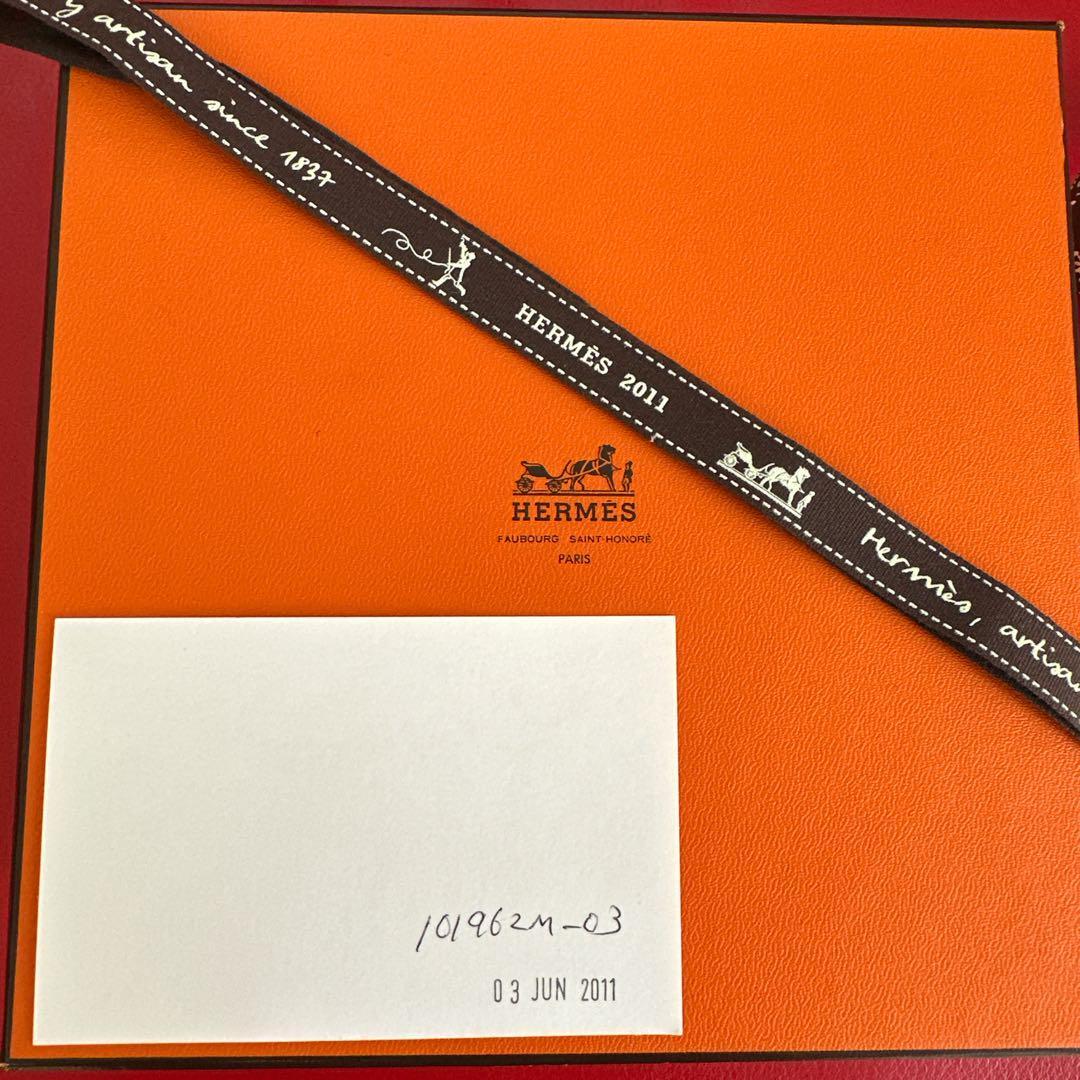 y artisan since 1837
HERMÈS 2011
Hermès, artisan
HERMÈS
FAUBOURG SAINT-HONORÉ
PARIS
101962M-03
03 JUN 2011